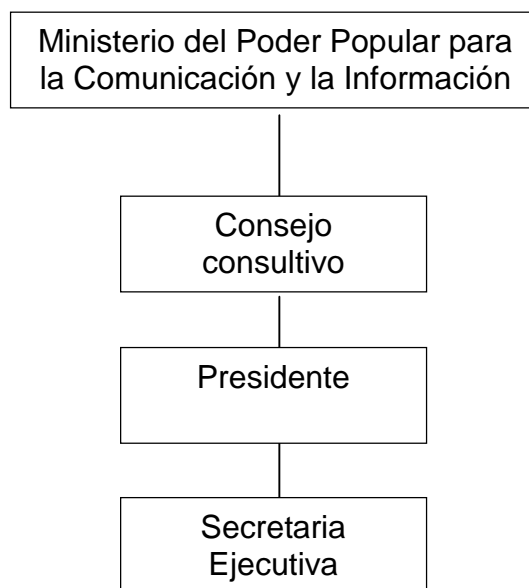 Ministerio del Poder Popular para
la Comunicación y la Información
Consejo
consultivo
Presidente
Secretaria
Ejecutiva